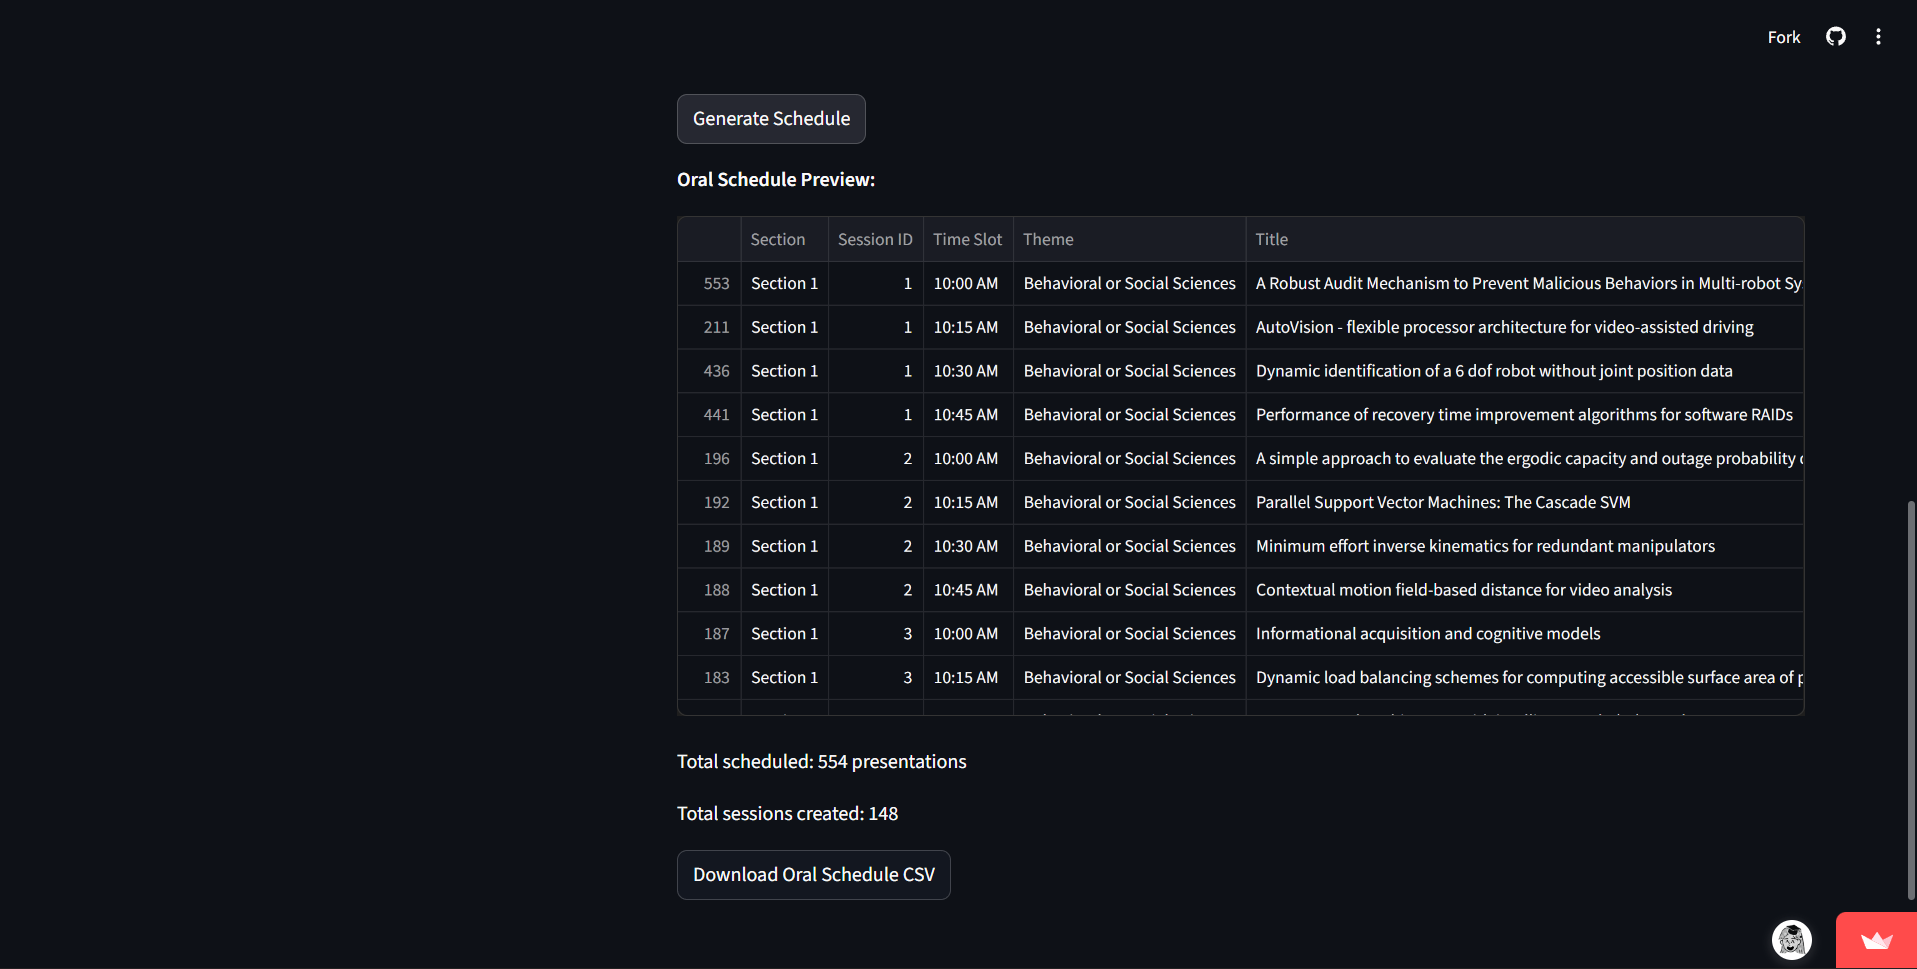 Fork
Generate Schedule
Oral Schedule Preview:
Section Session ID Time Slot Theme Title
553 Section 1 1 10:00 AM Behavioral or Social Sciences A Robust Audit Mechanism to Prevent Malicious Behaviors in Multi-robot Sy
211 Section 1 1 10:15 AM Behavioral or Social Sciences AutoVision - flexible processor architecture for video-assisted driving
436 Section 1 1 10:30 AM Behavioral or Social Sciences Dynamic identification of a 6 dof robot without joint position data
441 Section 1 1 10:45 AM Behavioral or Social Sciences Performance of recovery time improvement algorithms for software RAIDs
196 Section 1 2 10:00 AM Behavioral or Social Sciences A simple approach to evaluate the ergodic capacity and outage probability
192 Section 1 2 10:15 AM Behavioral or Social Sciences Parallel Support Vector Machines: The Cascade SVM
189 Section 1 2 10:30 AM Behavioral or Social Sciences Minimum effort inverse kinematics for redundant manipulators
188 Section 1 2 10:45 AM Behavioral or Social Sciences Contextual motion field-based distance for video analysis
187 Section 1 3 10:00 AM Behavioral or Social Sciences Informational acquisition and cognitive models
183 Section 1 3 10:15 AM Behavioral or Social Sciences Dynamic load balancing schemes for computing accessible surface area of
Total scheduled: 554 presentations
Total sessions created: 148
Download Oral Schedule CSV